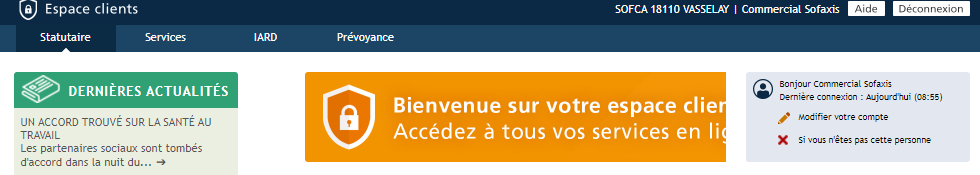 Espace clients
SOFCA 18110 VASSELAY | Commercial Sofaxis
Aide
Déconnexion
Statutaire
Services
IARD
Prévoyance
DERNIÈRES ACTUALITÉS
UN ACCORD TROUVÉ SUR LA SANTÉ AU
TRAVAIL
Les partenaires sociaux sont tombés
d'accord dans la nuit du... ➔
Bienvenue sur votre espace clien
Accédez à tous vos services en lig
Bonjour Commercial Sofaxis
Dernière connexion : Aujourd'hui (08:55)
Modifier votre compte
Si vous n'êtes pas cette personne